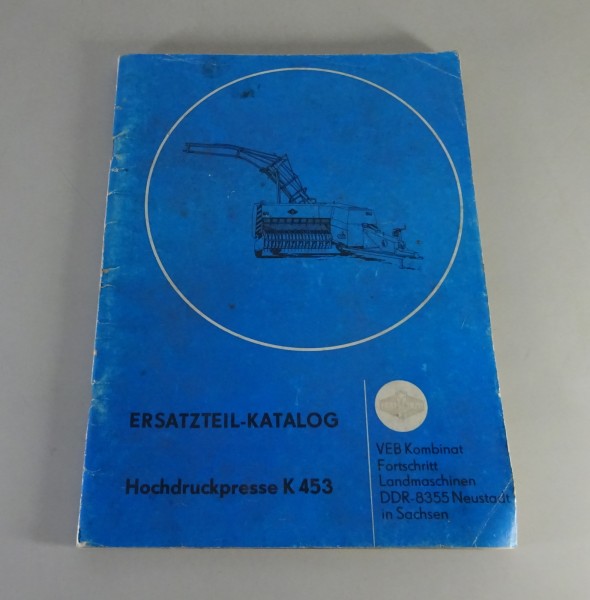 ERSATZTEIL-KATALOG
Hochdruckpresse K 453
VEB Kombinat
Fortschritt
Landmaschinen
DDR-8355 Neustadt
in Sachsen